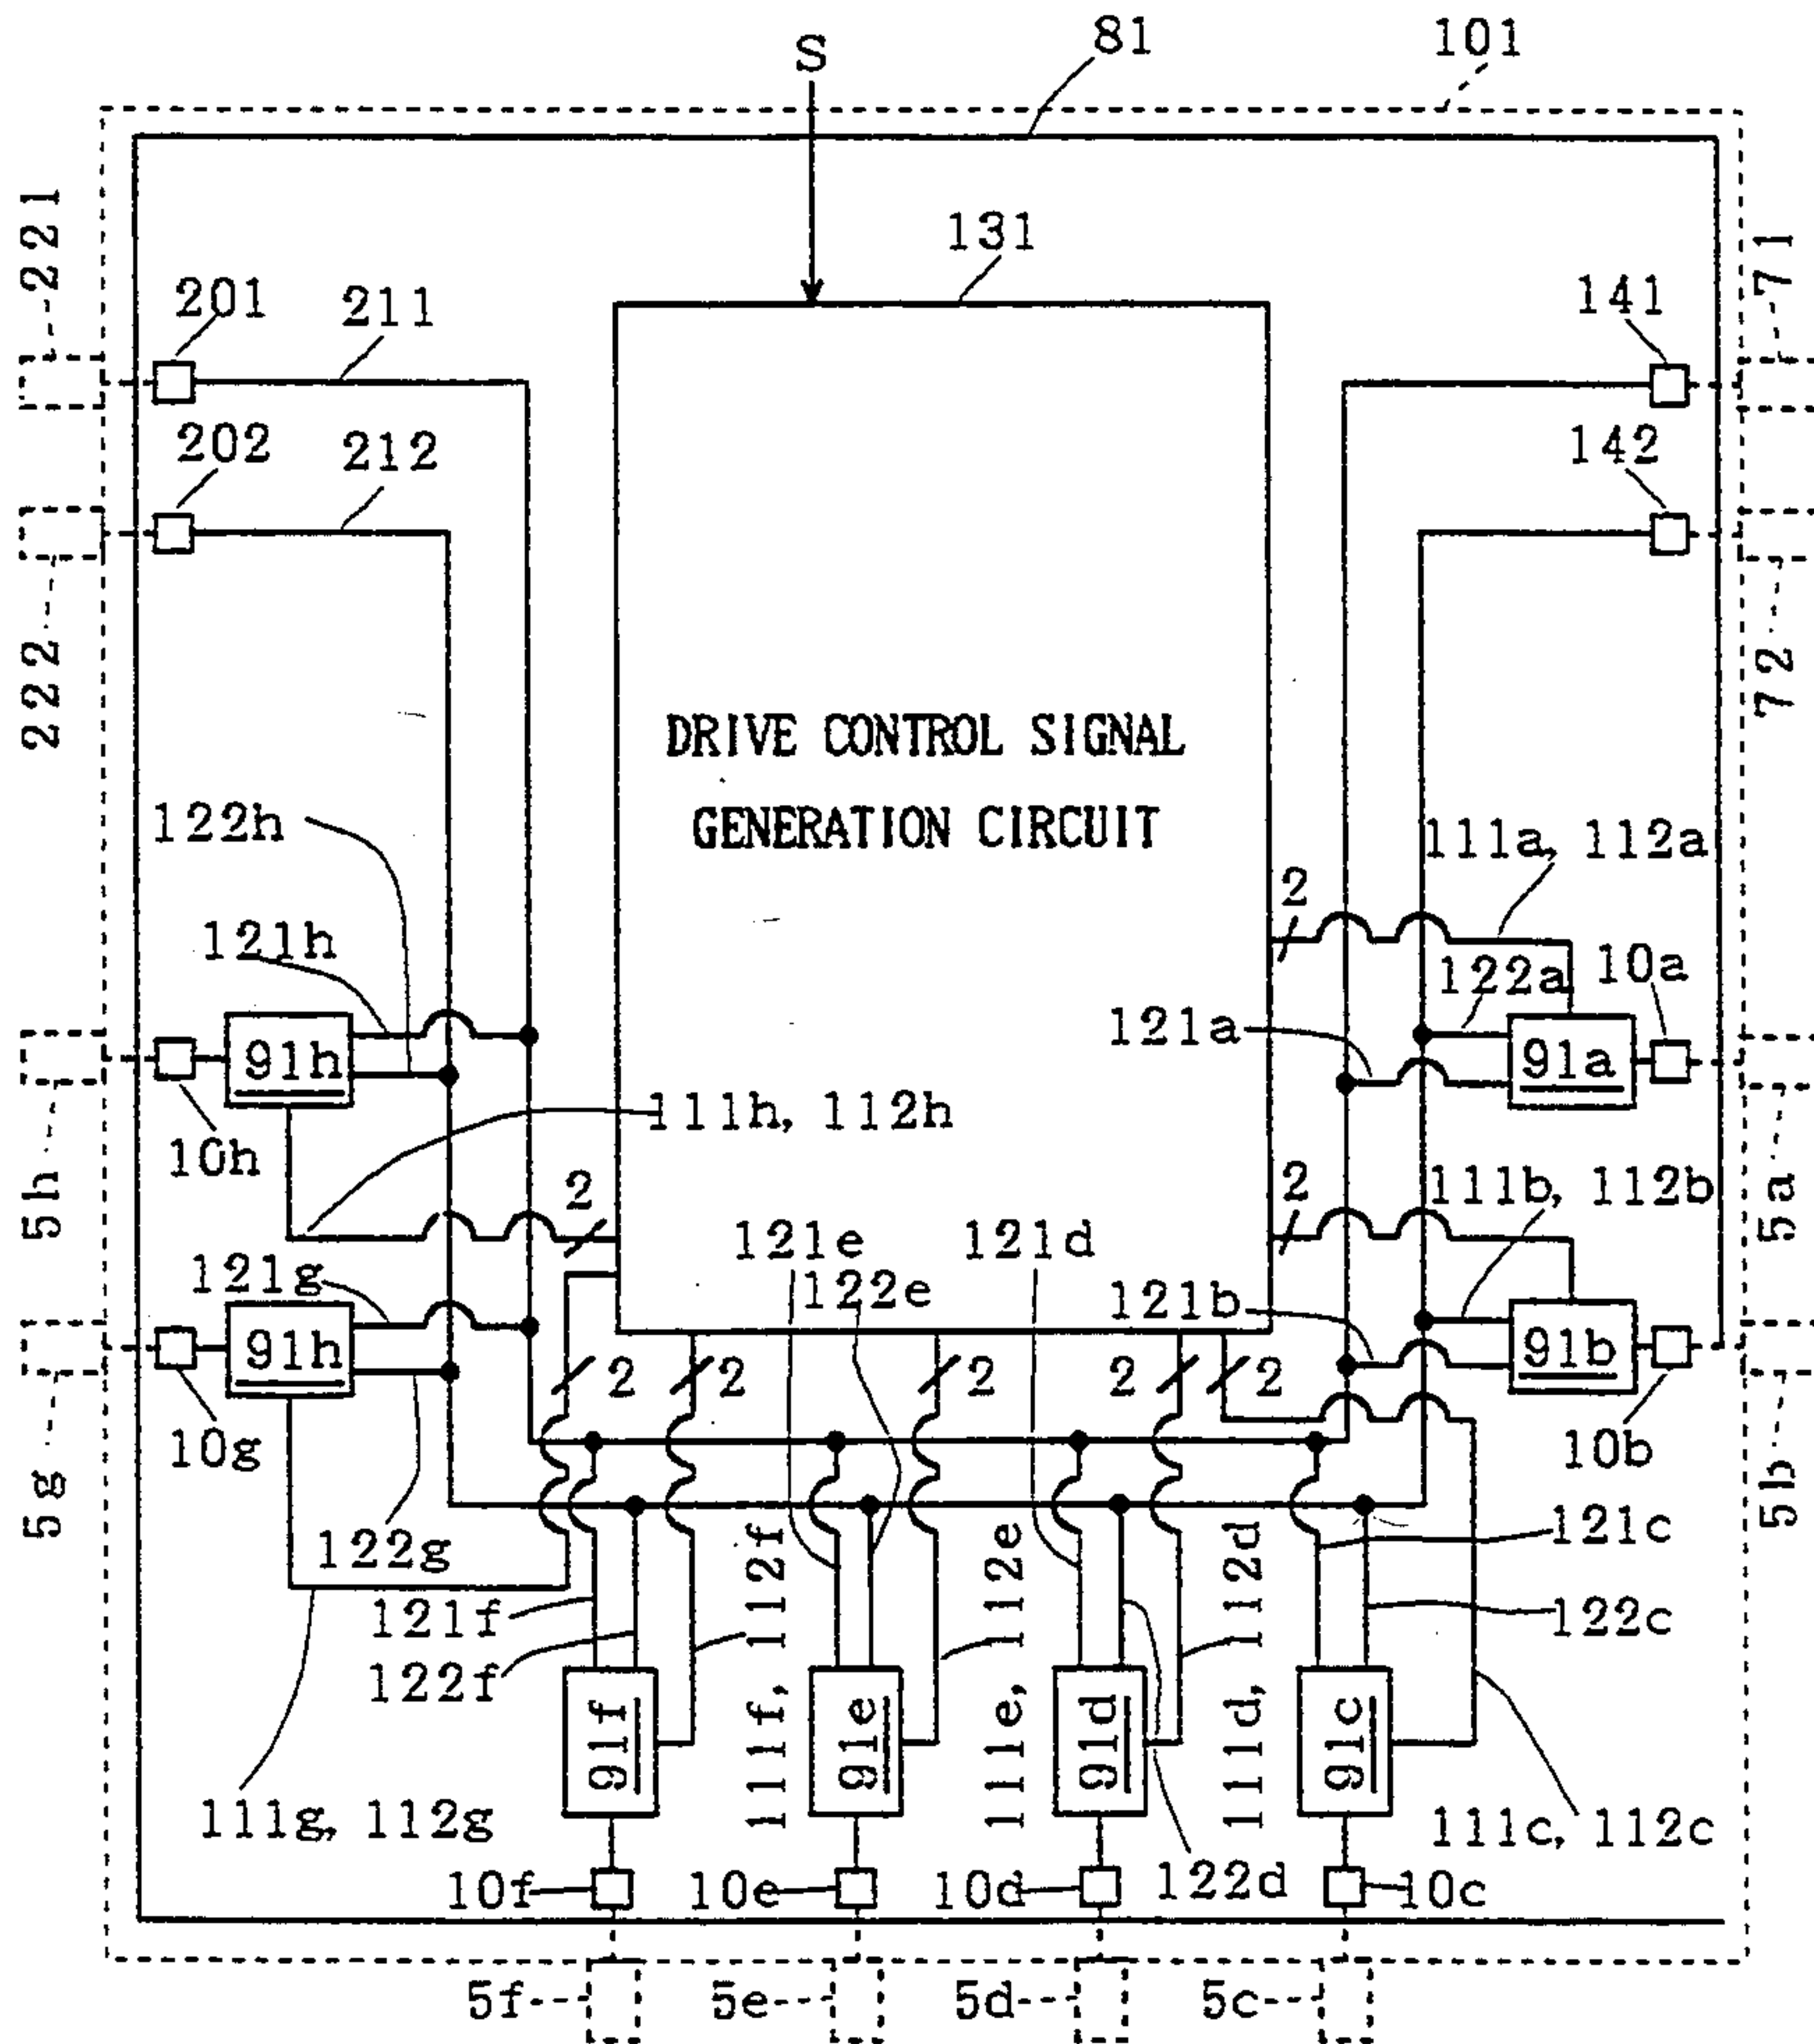 S
81
101
221
71
131
201
211
141
202
212
142
222
72
DRIVE CONTROL SIGNAL
GENERATION CIRCUIT
122h
111a, 112a
2
121h
122a
10a
121a
91h
91a
111h, 112h
10h
5h
2
2
111b, 112b
5a
121e
121d
121g
122e
121b
91h
91b
2
2
2
2
2
10g
10b
5g
5b
122g
121c
121f
122c
122f
111f, 112f
111e, 112e
111d, 112d
91f
91e
91d
91c
111g, 112g
111c, 112c
122d
10f
10e
10d
10c
5f
5e
5d
5c